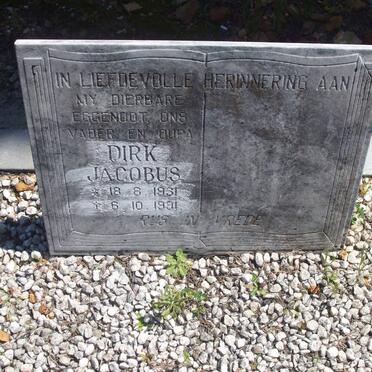 IN LIEFDEVOLLE HERINNERING AAN
MY DIERBARE
EGGENOOT, ONS
VADER EN OUPA
DIRK
JACOBUS
* 18. 8. 1931
† 6. 10. 1991
RUS IN VREDE